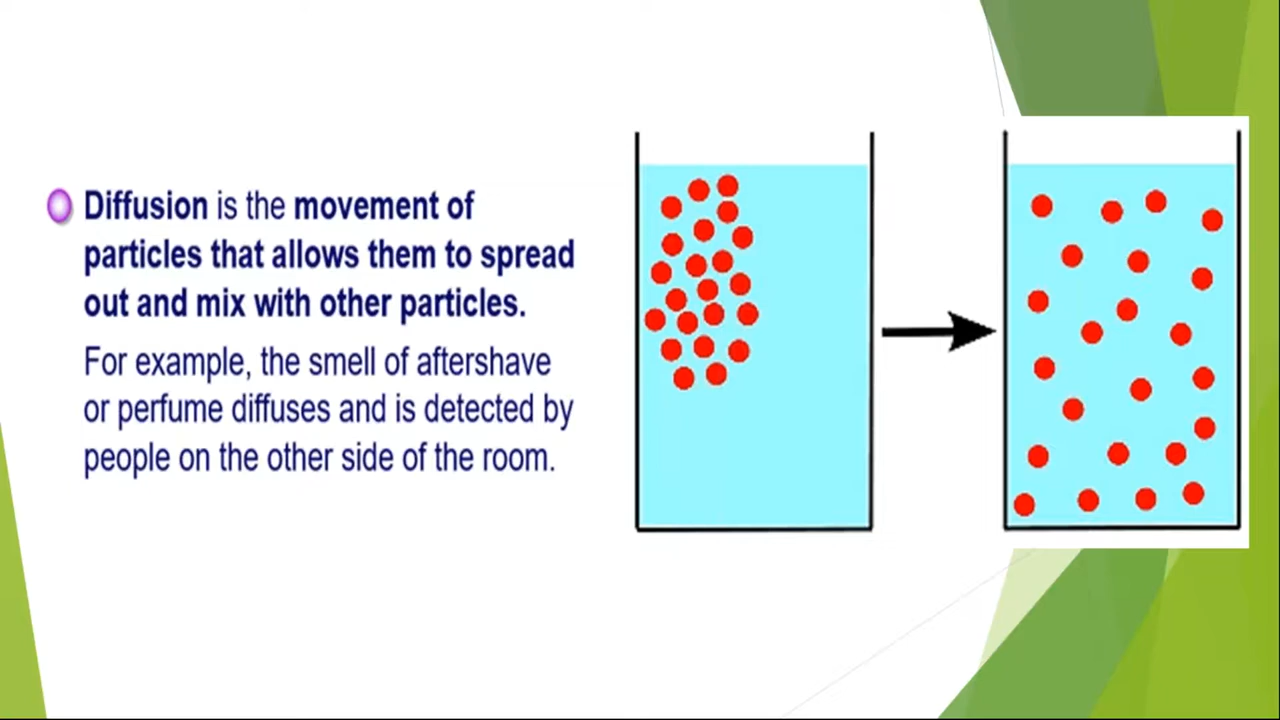 Diffusion is the movement of
particles that allows them to spread
out and mix with other particles.
For example, the smell of aftershave
or perfume diffuses and is detected by
people on the other side of the room.